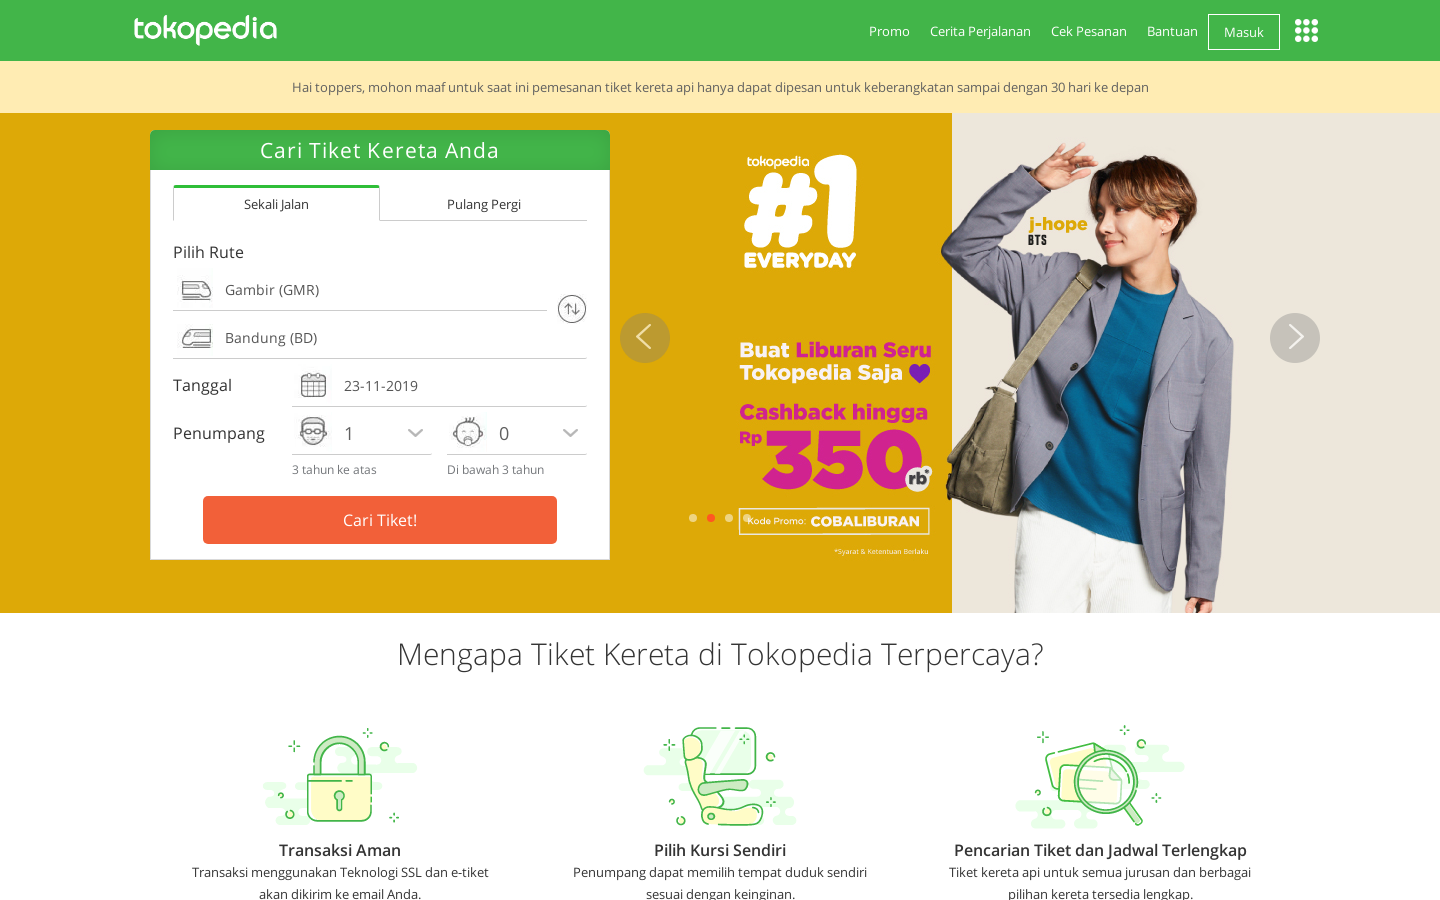 tokopedia
Promo
Cerita Perjalanan
Cek Pesanan
Bantuan
Masuk
Hai toppers, mohon maaf untuk saat ini pemesanan tiket kereta api hanya dapat dipesan untuk keberangkatan sampai dengan 30 hari ke depan
Cari Tiket Kereta Anda
Sekali Jalan
Pulang Pergi
Pilih Rute
Gambir (GMR)
Bandung (BD)
Tanggal
23-11-2019
Penumpang
1
0
3 tahun ke atas
Di bawah 3 tahun
Cari Tiket!
tokopedia
#1
EVERYDAY
j-hope
BTS
Buat Liburan Seru
Tokopedia Saja
Cashback hingga
Rp 350 rb*
Kode Promo: COBALIBURAN
*Syarat & Ketentuan Berlaku
Mengapa Tiket Kereta di Tokopedia Terpercaya?
Transaksi Aman
Transaksi menggunakan Teknologi SSL dan e-tiket
akan dikirim ke email Anda.
Pilih Kursi Sendiri
Penumpang dapat memilih tempat duduk sendiri
sesuai dengan keinginan.
Pencarian Tiket dan Jadwal Terlengkap
Tiket kereta api untuk semua jurusan dan berbagai
pilihan kereta tersedia lengkap.